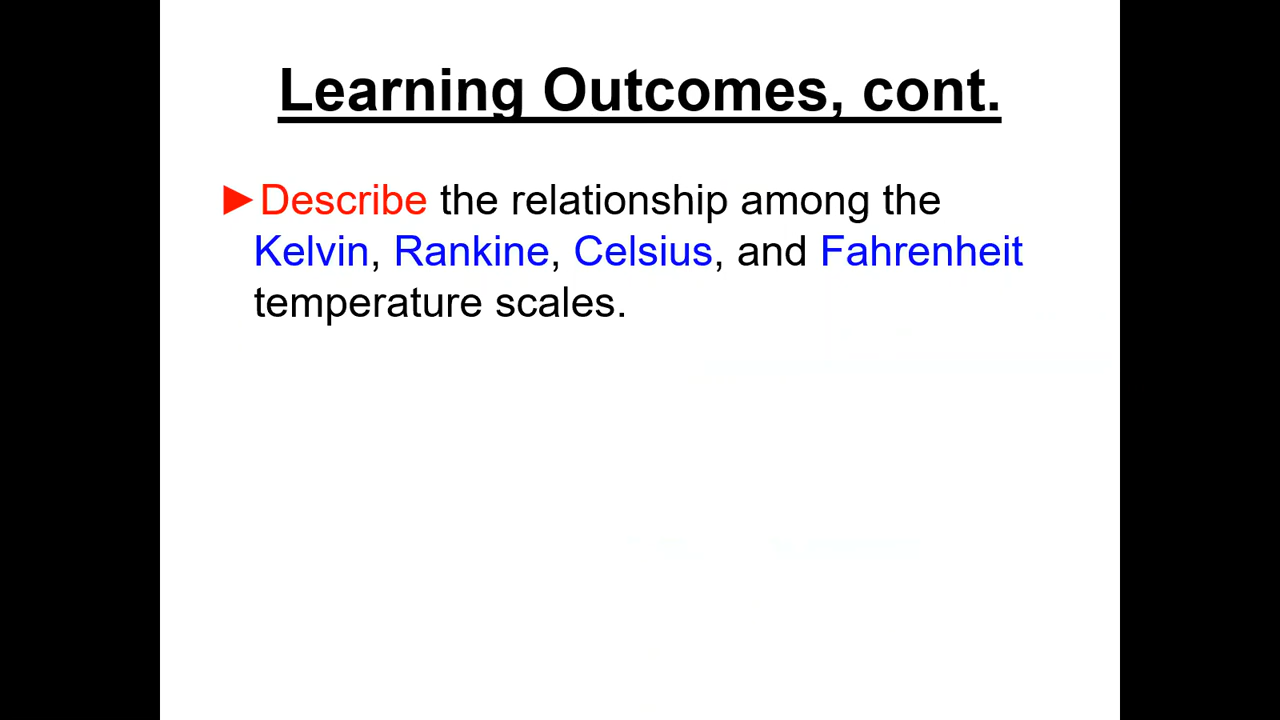 Learning Outcomes, cont.
►Describe the relationship among the
Kelvin, Rankine, Celsius, and Fahrenheit
temperature scales.